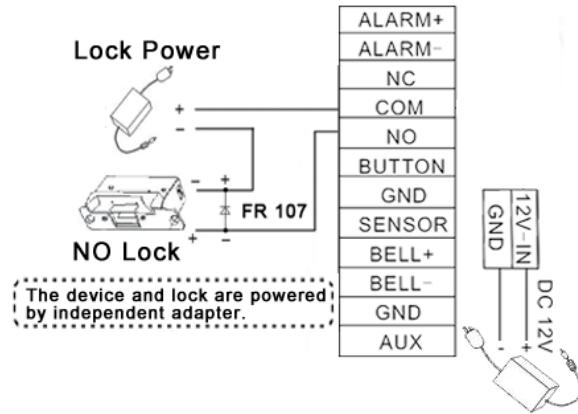 Lock Power
+
−
− +
FR 107
+ −
NO Lock
The device and lock are powered
by independent adapter.
ALARM+
ALARM−
NC
COM
NO
BUTTON
GND
SENSOR
BELL+
BELL−
GND
AUX
GND
12V−IN
- +
DC 12V